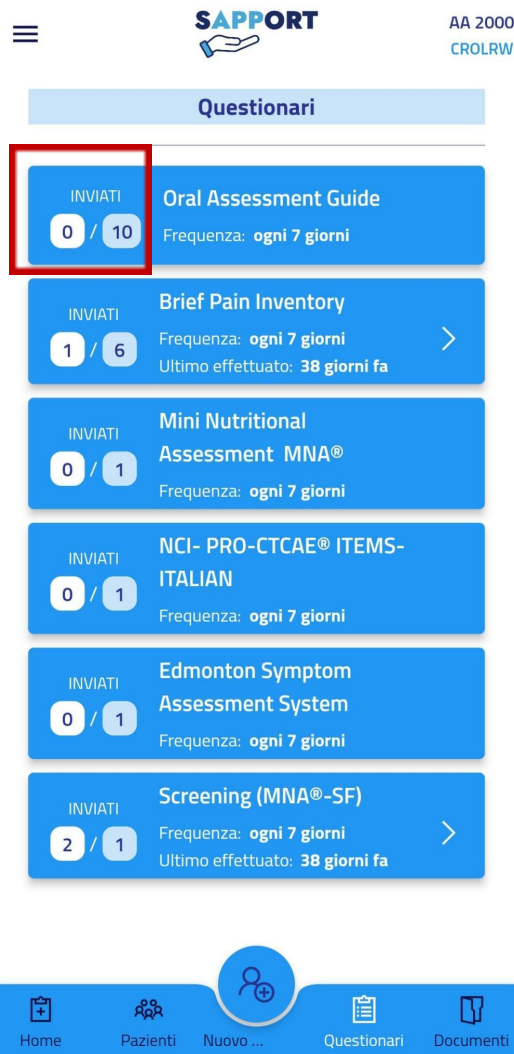 SAPPORT
AA 2000
CROLRW
Questionari
INVIATI
0 / 10
Oral Assessment Guide
Frequenza: ogni 7 giorni
INVIATI
1 / 6
Brief Pain Inventory
Frequenza: ogni 7 giorni
Ultimo effettuato: 38 giorni fa
INVIATI
0 / 1
Mini Nutritional
Assessment MNA®
Frequenza: ogni 7 giorni
INVIATI
0 / 1
NCI- PRO-CTCAE® ITEMS-
ITALIAN
Frequenza: ogni 7 giorni
INVIATI
0 / 1
Edmonton Symptom
Assessment System
Frequenza: ogni 7 giorni
INVIATI
2 / 1
Screening (MNA®-SF)
Frequenza: ogni 7 giorni
Ultimo effettuato: 38 giorni fa
Home
Pazienti
Nuovo ...
Questionari
Documenti